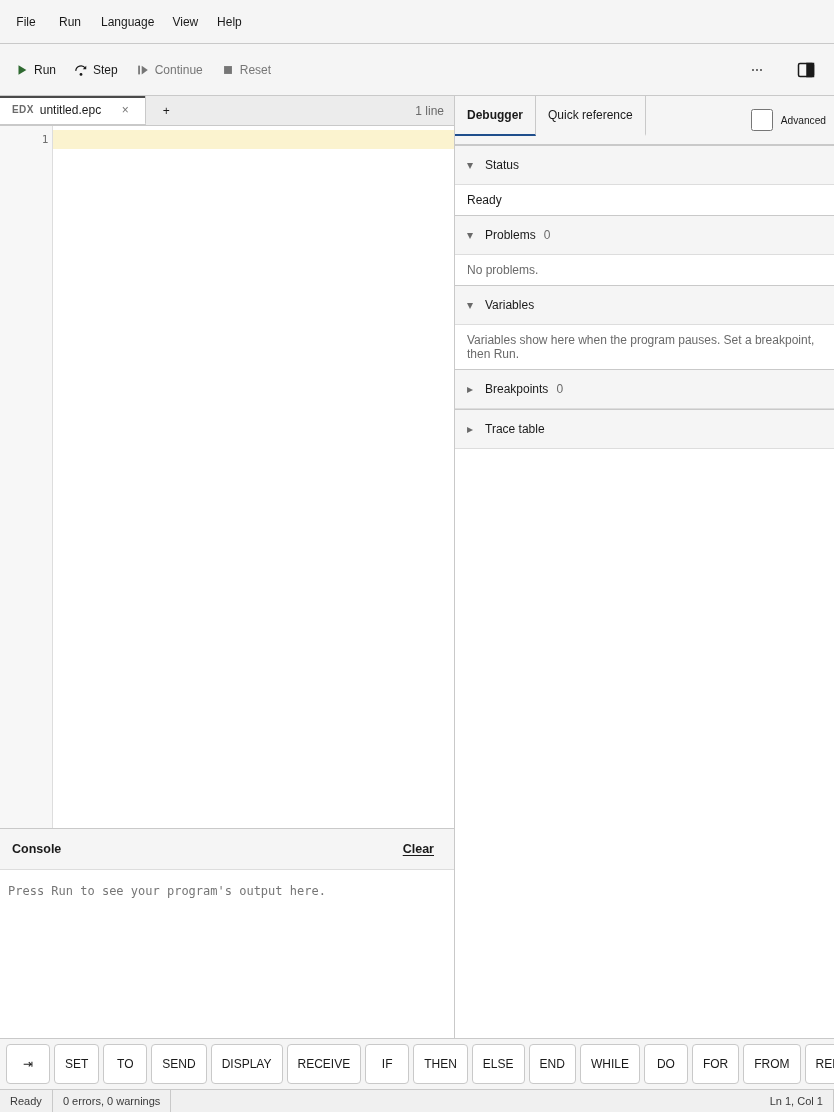 File Run Language View Help
Run Step Continue Reset ···
EDX untitled.epc × + 1 line
Debugger Quick reference Advanced
1
▾ Status
Ready
▾ Problems 0
No problems.
▾ Variables
Variables show here when the program pauses. Set a breakpoint,
then Run.
▸ Breakpoints 0
▸ Trace table
Console Clear
Press Run to see your program's output here.
⇥ SET TO SEND DISPLAY RECEIVE IF THEN ELSE END WHILE DO FOR FROM
Ready 0 errors, 0 warnings Ln 1, Col 1